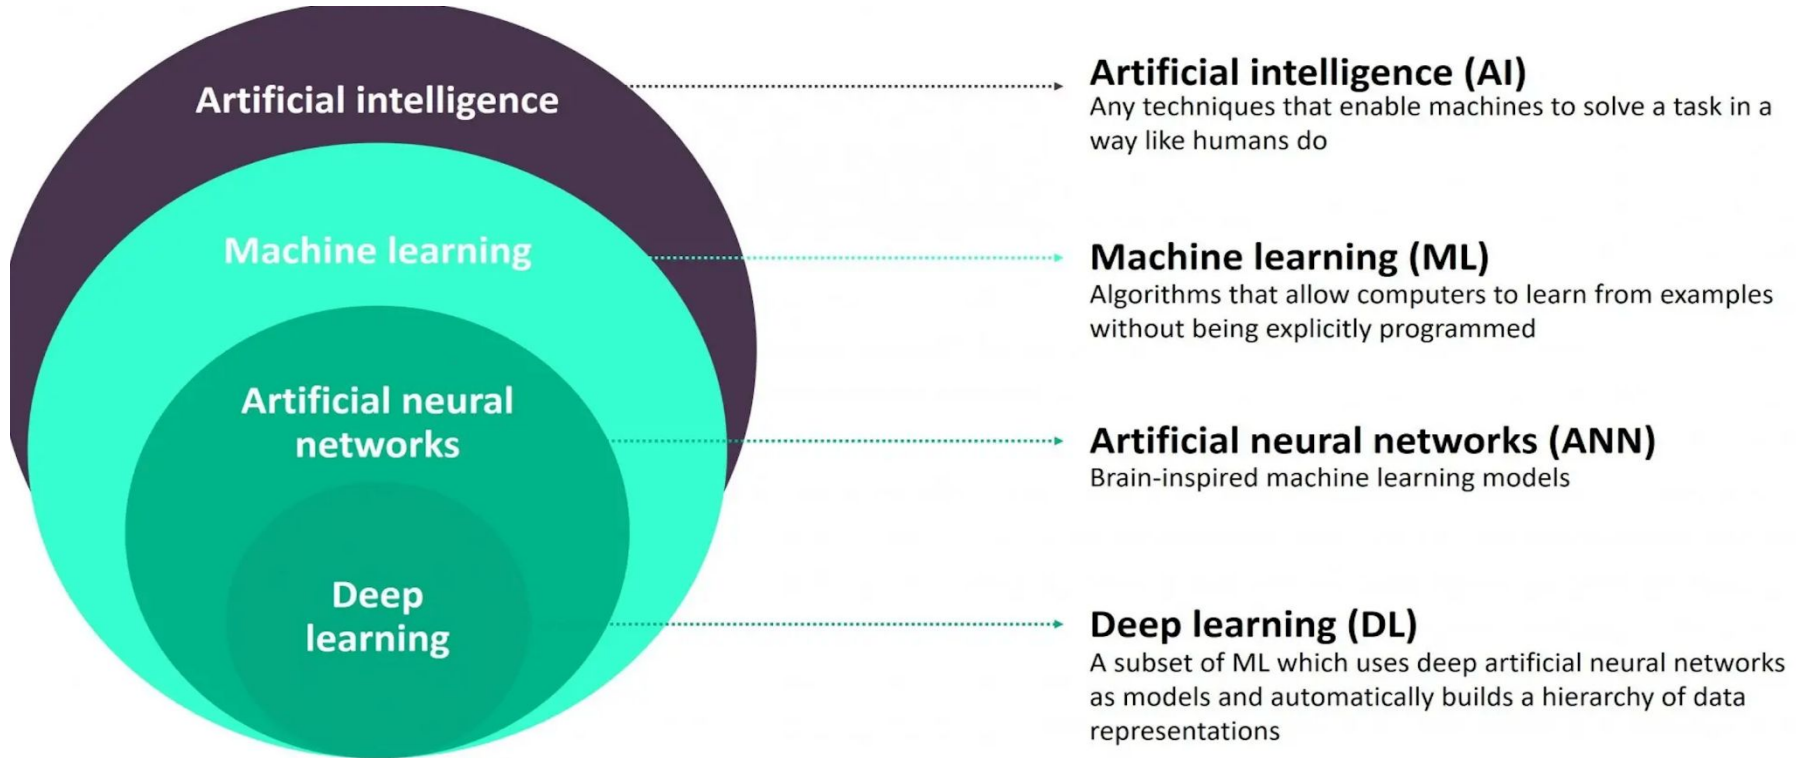 Artificial intelligence
Machine learning
Artificial neural
networks
Deep
learning
Artificial intelligence (AI)
Any techniques that enable machines to solve a task in a
way like humans do
Machine learning (ML)
Algorithms that allow computers to learn from examples
without being explicitly programmed
Artificial neural networks (ANN)
Brain-inspired machine learning models
Deep learning (DL)
A subset of ML which uses deep artificial neural networks
as models and automatically builds a hierarchy of data
representations